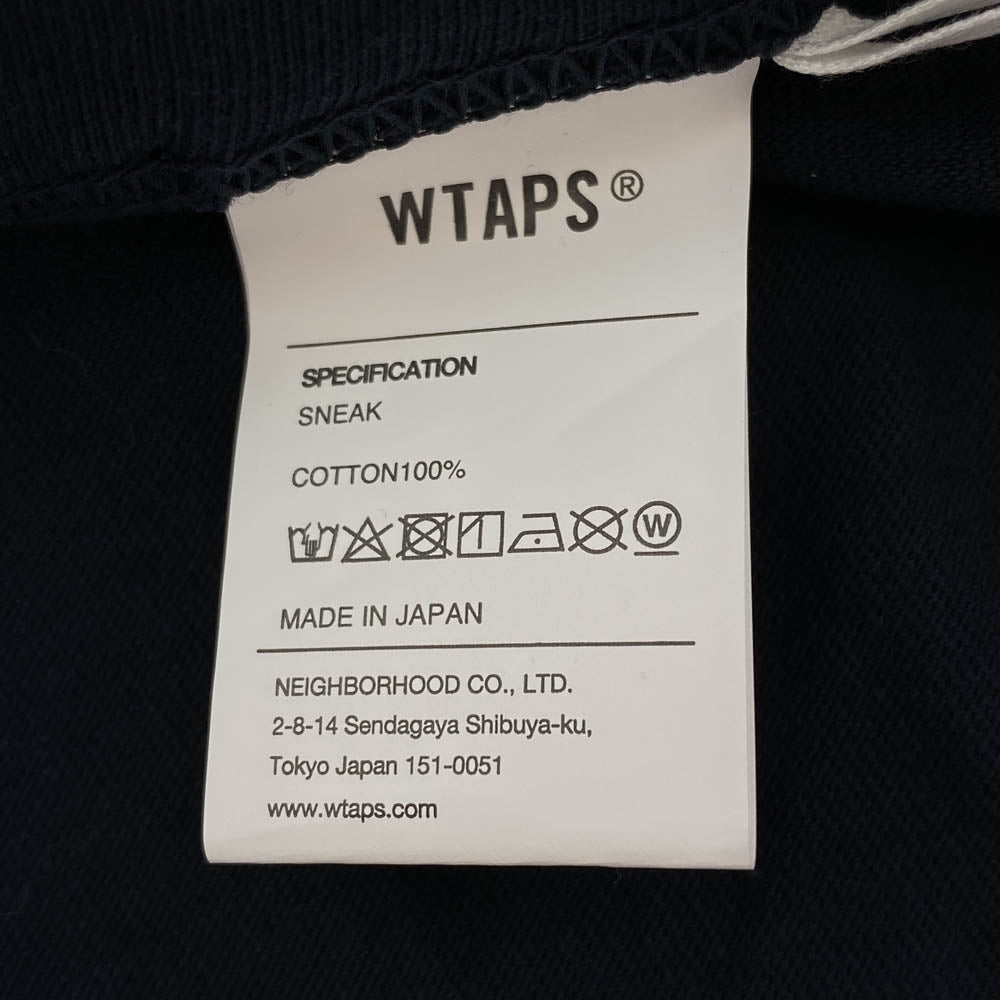 WTAPS®
SPECIFICATION
SNEAK
COTTON100%
W
MADE IN JAPAN
NEIGHBORHOOD CO., LTD.
2-8-14 Sendagaya Shibuya-ku,
Tokyo Japan 151-0051
www.wtaps.com